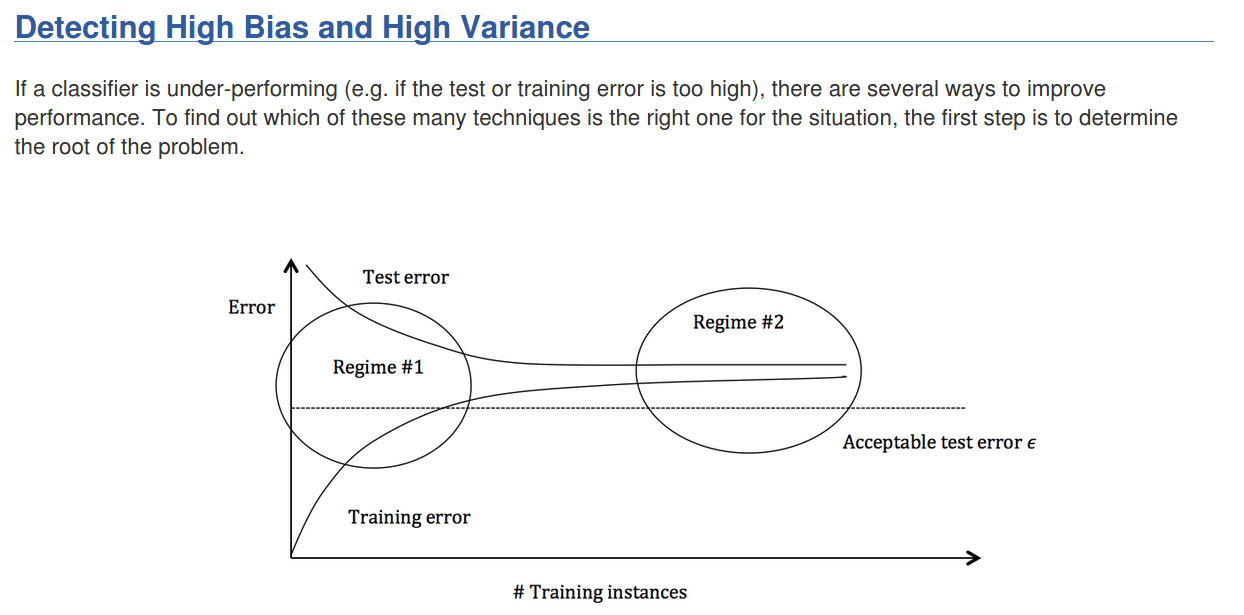 Detecting High Bias and High Variance
If a classifier is under-performing (e.g. if the test or training error is too high), there are several ways to improve
performance. To find out which of these many techniques is the right one for the situation, the first step is to determine
the root of the problem.
Test error
Error
Regime #2
Regime #1
Acceptable test error ϵ
Training error
# Training instances